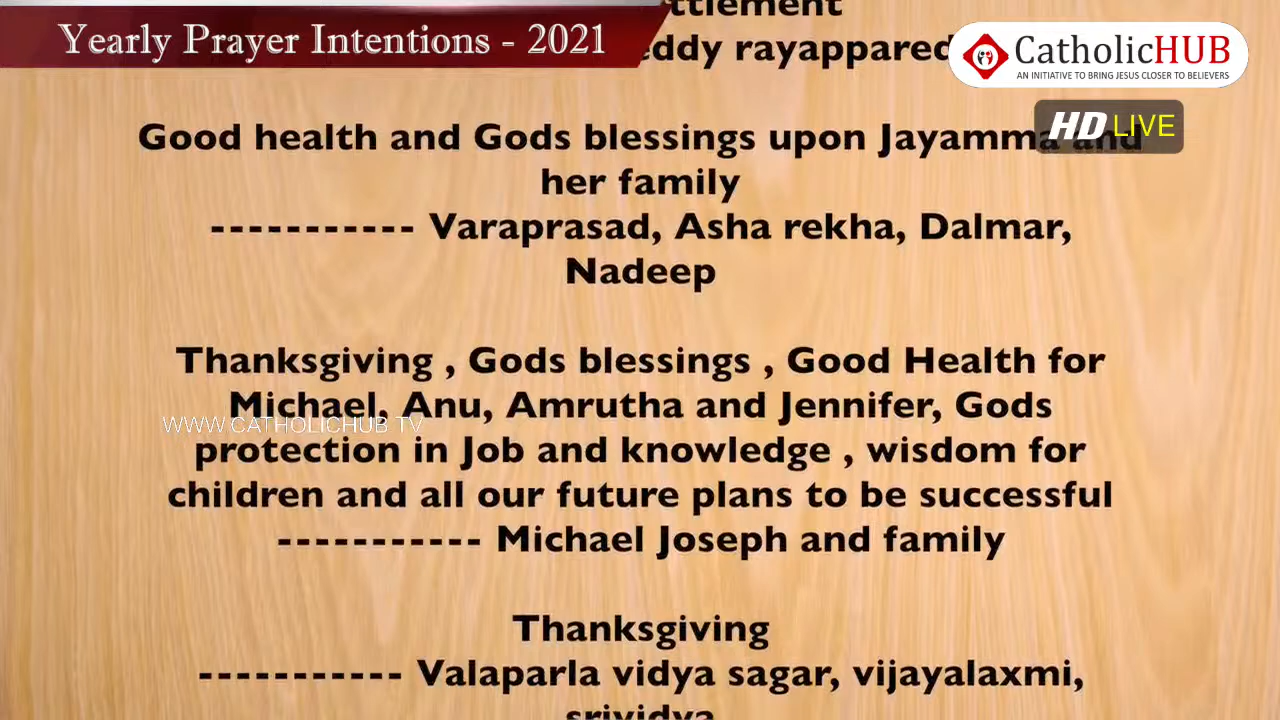 Yearly Prayer Intentions - 2021
CatholicHUB
AN INITIATIVE TO BRING JESUS CLOSER TO BELIEVERS
HD LIVE
Good health and Gods blessings upon Jayamma and
her family
----------- Varaprasad, Asha rekha, Dalmar,
Nadeep
Thanksgiving , Gods blessings , Good Health for
Michael, Anu, Amrutha and Jennifer, Gods
WWW.CATHOLICHUB.TV
protection in Job and knowledge , wisdom for
children and all our future plans to be successful
----------- Michael Joseph and family
Thanksgiving
----------- Valaparla vidya sagar, vijayalaxmi,
srividya